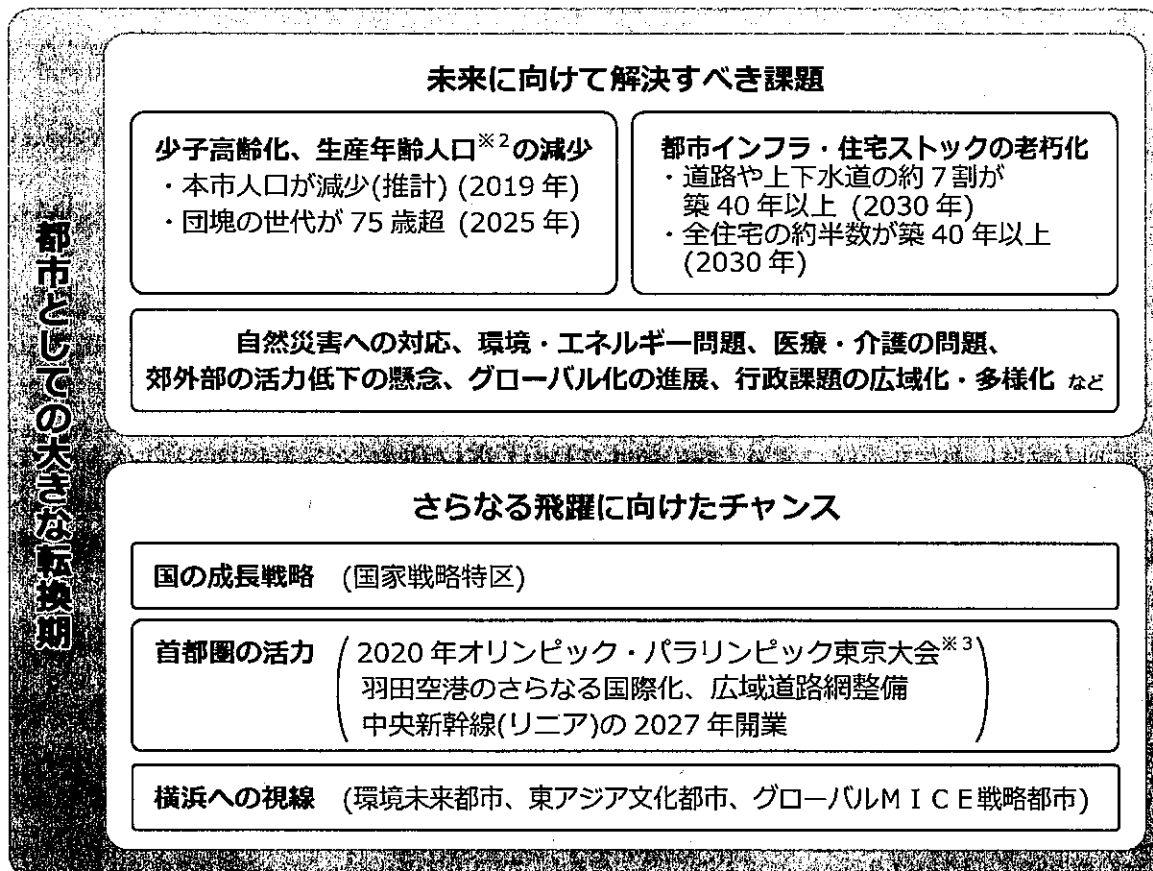 都市としての大きな転換期
未来に向けて解決すべき課題
少子高齢化、生産年齢人口※2の減少
・本市人口が減少(推計) (2019 年)
・団塊の世代が 75 歳超 (2025 年)
都市インフラ・住宅ストックの老朽化
・道路や上下水道の約 7 割が
築 40 年以上 (2030 年)
・全住宅の約半数が築 40 年以上
(2030 年)
自然災害への対応、環境・エネルギー問題、医療・介護の問題、
郊外部の活力低下の懸念、グローバル化の進展、行政課題の広域化・多様化 など
さらなる飛躍に向けたチャンス
国の成長戦略 (国家戦略特区)
首都圏の活力 (2020 年オリンピック・パラリンピック東京大会※3
羽田空港のさらなる国際化、広域道路網整備
中央新幹線(リニア)の 2027 年開業)
横浜への視線 (環境未来都市、東アジア文化都市、グローバルMICE戦略都市)